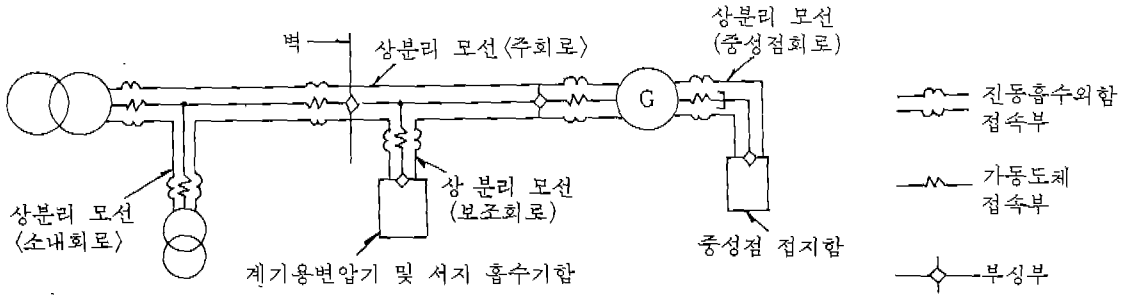 벽
상분리 모선〈주회로〉
상분리 모선
(중성점회로)
G
진동흡수외함
접속부
가동도체
접속부
상분리 모선
〈소내회로〉
상 분리 모선
(보조회로)
중성점 접지함
계기용변압기 및 서지 흡수기함
부싱부